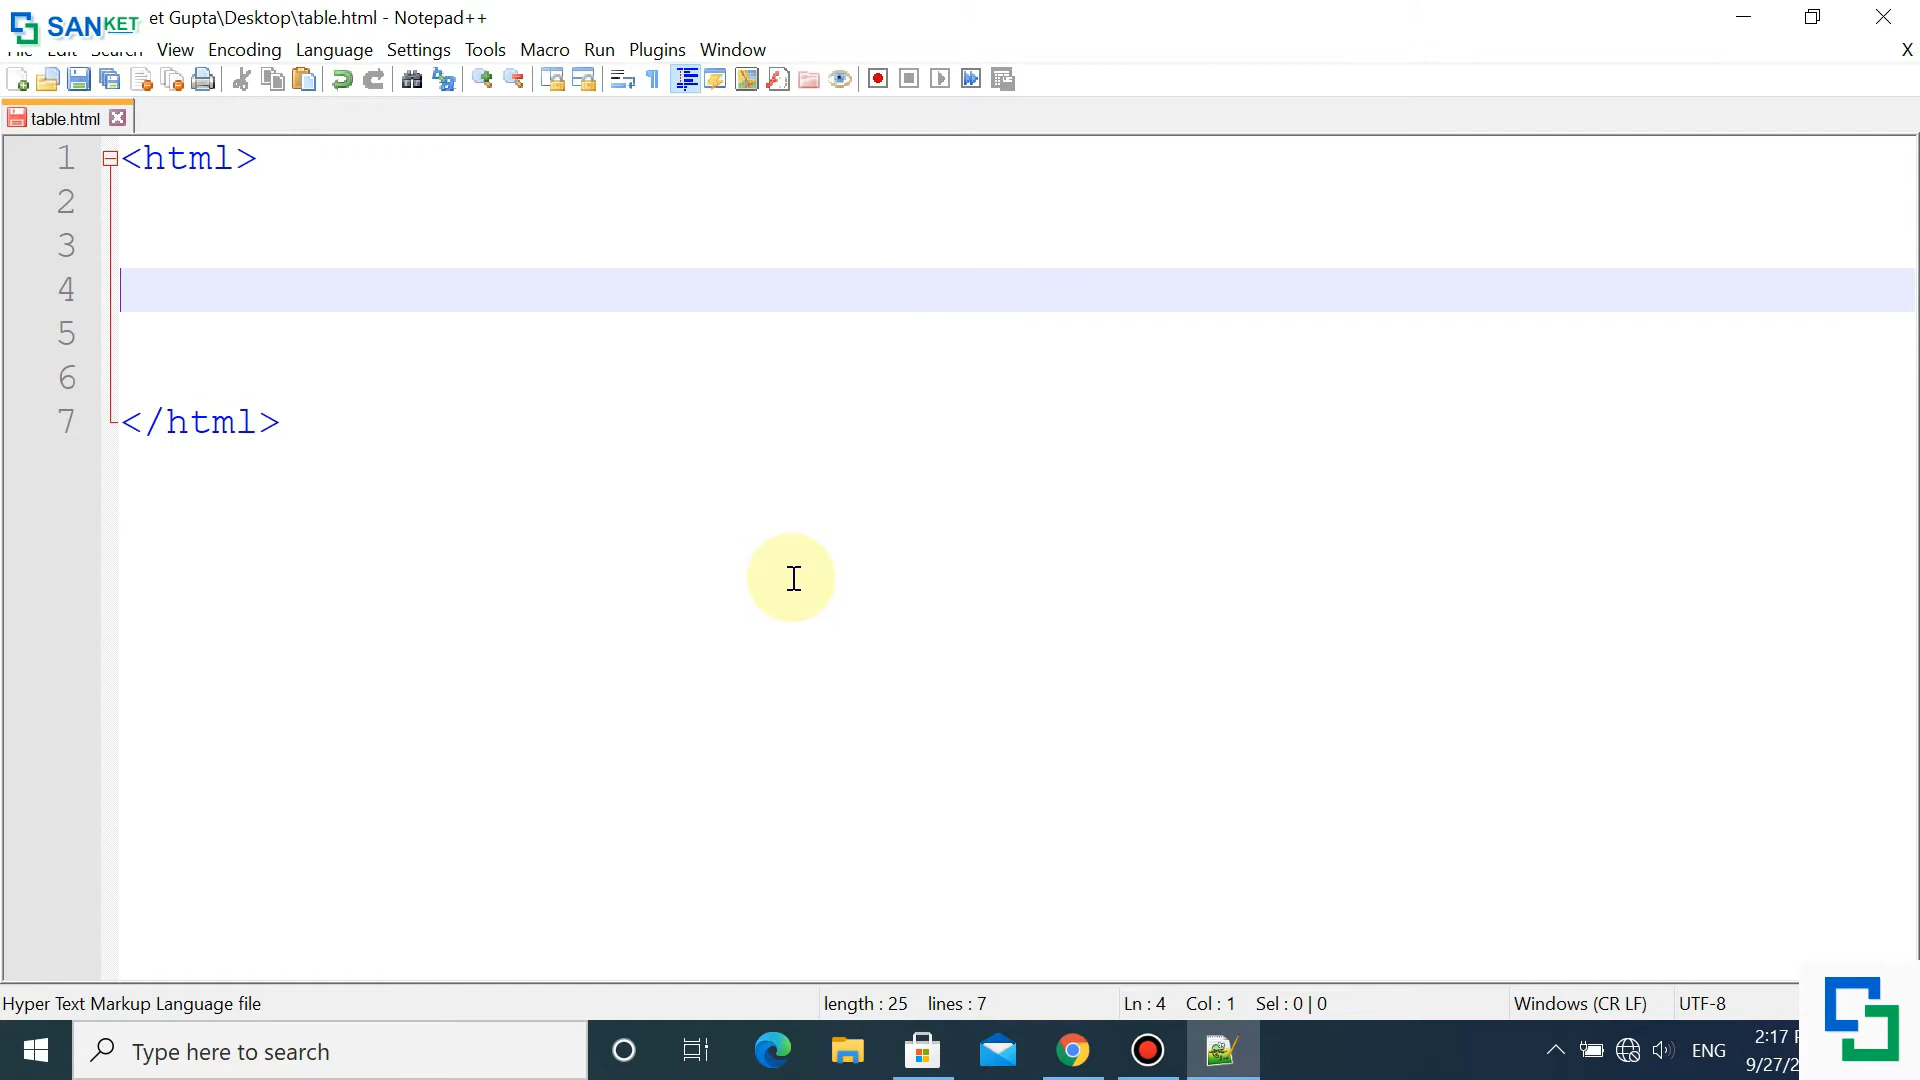 SANKET et Gupta\Desktop\table.html - Notepad++
View Encoding Language Settings Tools Macro Run Plugins Window X
table.html
1 <html>
2
3
4
5
6
7 </html>
Hyper Text Markup Language file length : 25 lines : 7 Ln : 4 Col : 1 Sel : 0 | 0 Windows (CR LF) UTF-8
Type here to search ENG 2:17
9/27/2